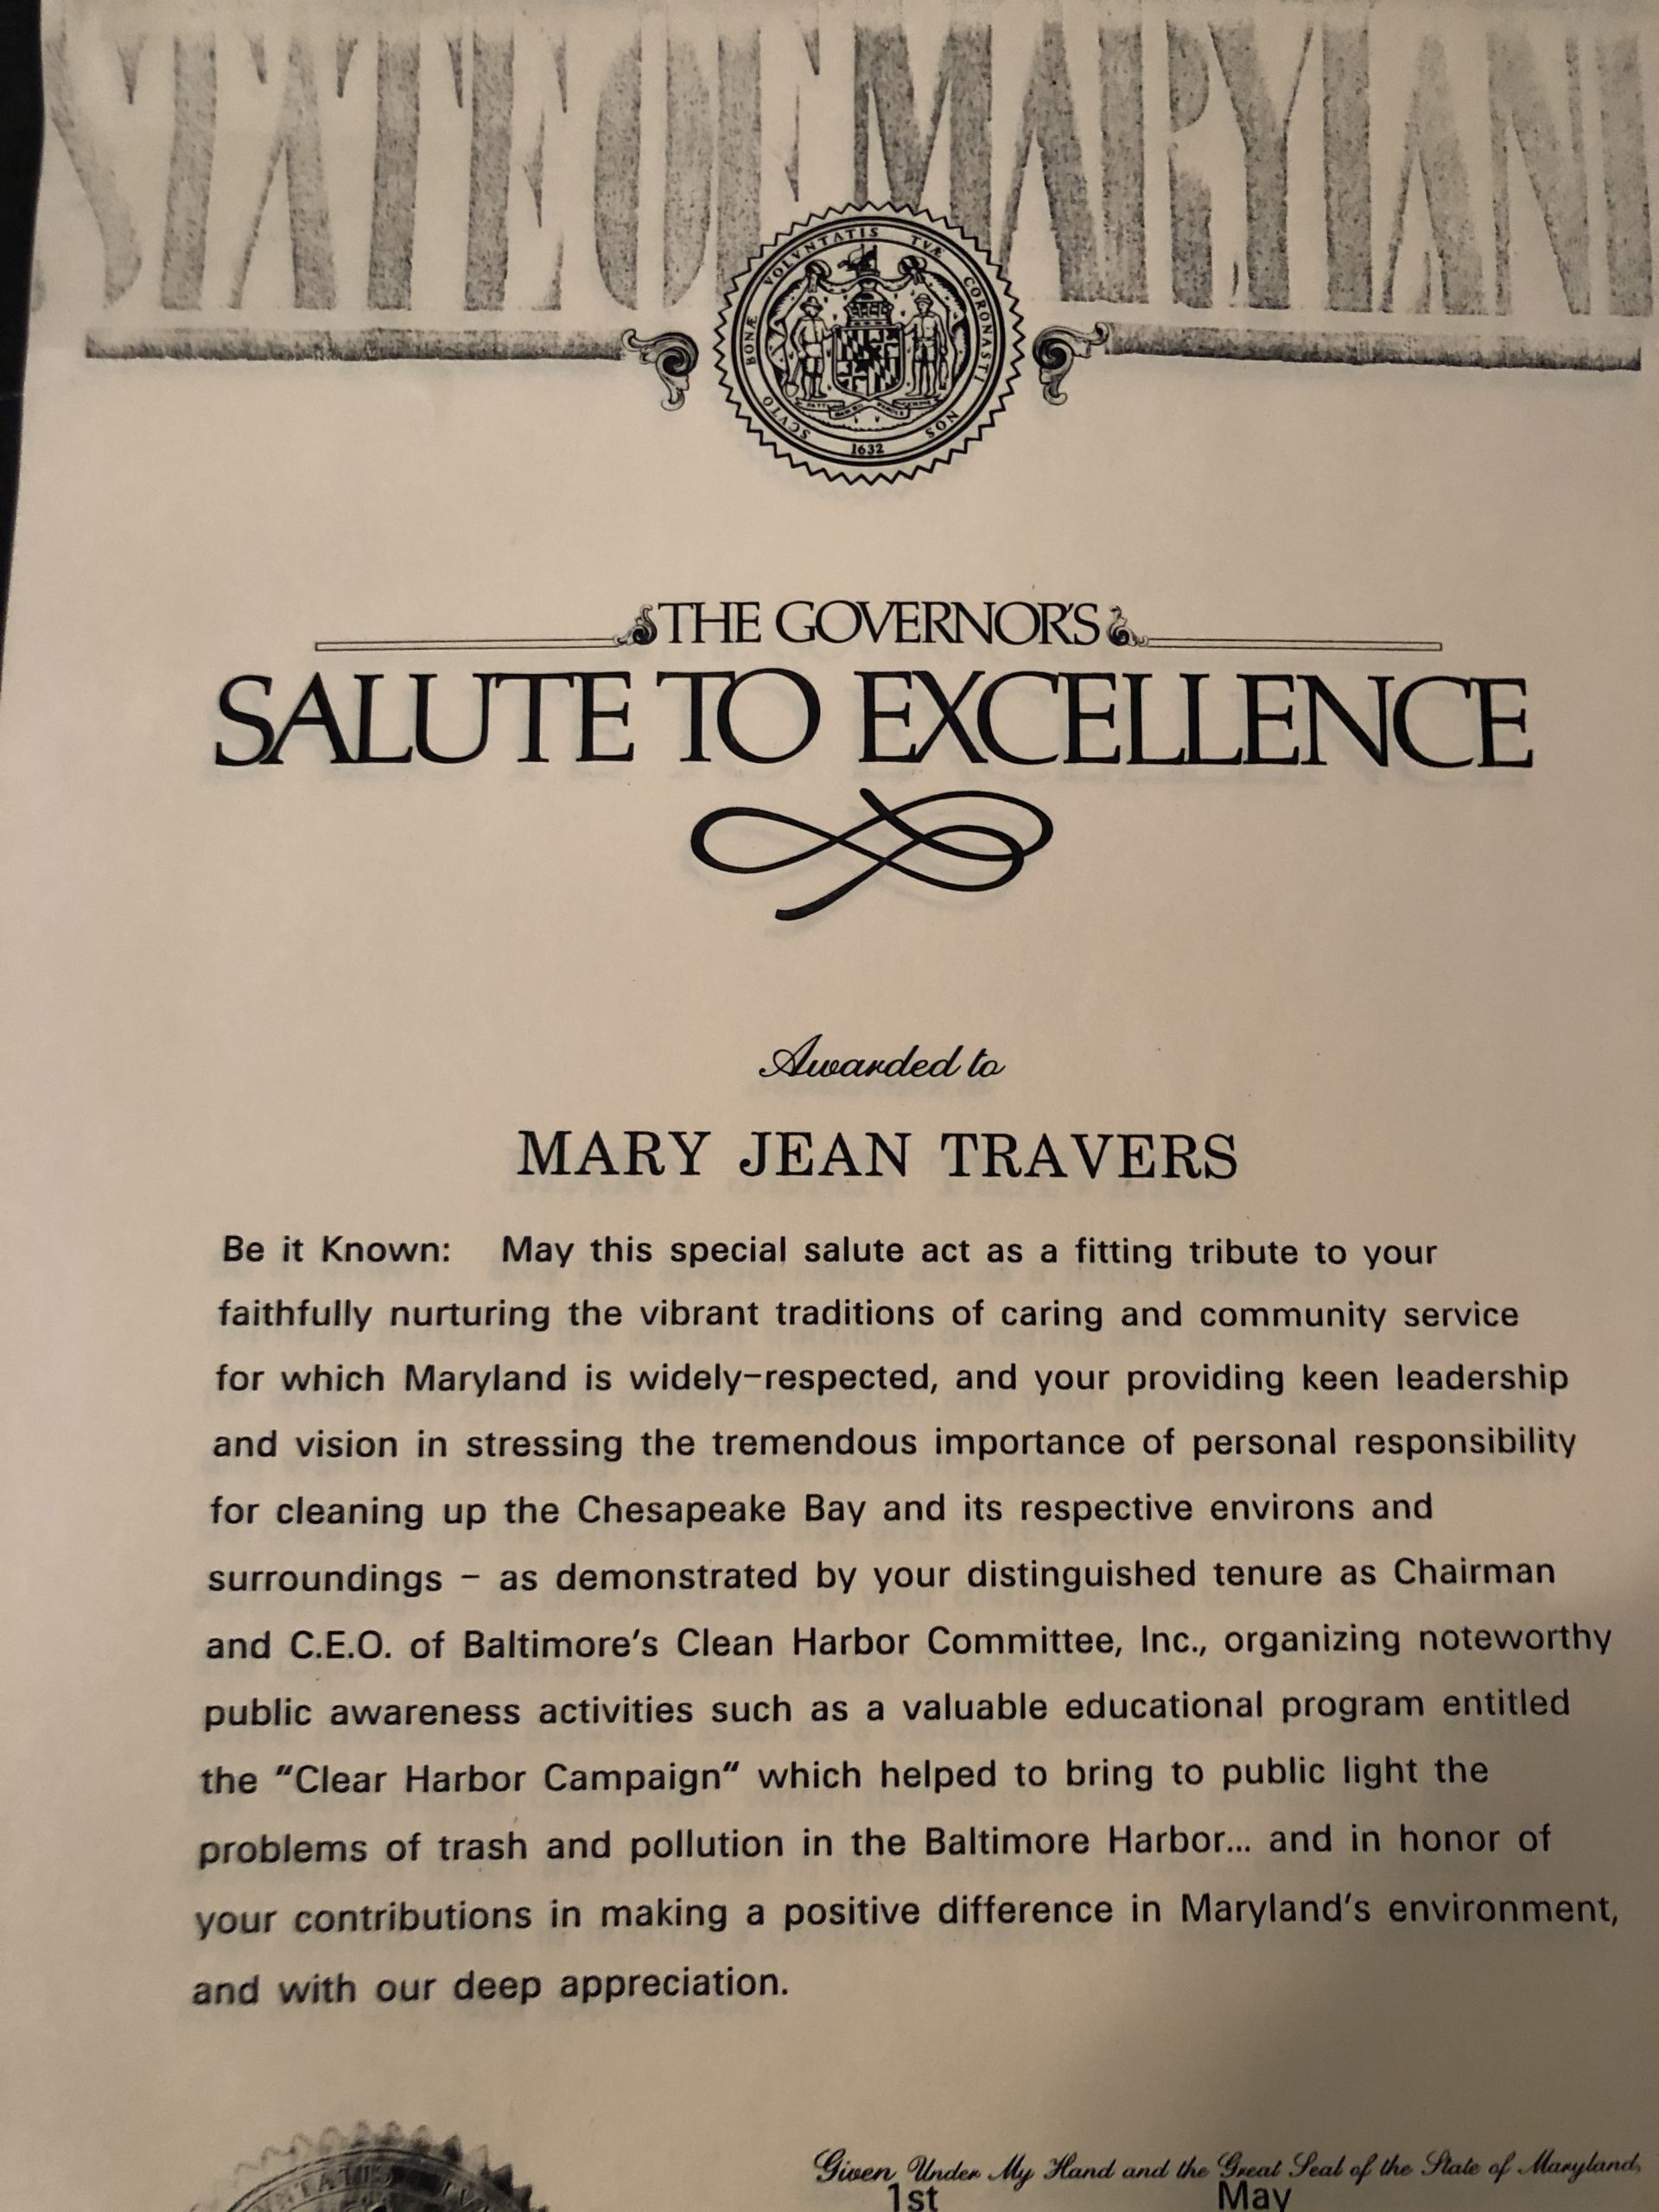 STATE OF MARYLAND
BONÆ VOLVNTATIS TVÆ CORONASTI NOS
SCVTO
1632
THE GOVERNOR'S
SALUTE TO EXCELLENCE
Awarded to
MARY JEAN TRAVERS
Be it Known: May this special salute act as a fitting tribute to your
faithfully nurturing the vibrant traditions of caring and community service
for which Maryland is widely-respected, and your providing keen leadership
and vision in stressing the tremendous importance of personal responsibility
for cleaning up the Chesapeake Bay and its respective environs and
surroundings - as demonstrated by your distinguished tenure as Chairman
and C.E.O. of Baltimore's Clean Harbor Committee, Inc., organizing noteworthy
public awareness activities such as a valuable educational program entitled
the "Clear Harbor Campaign" which helped to bring to public light the
problems of trash and pollution in the Baltimore Harbor... and in honor of
your contributions in making a positive difference in Maryland's environment,
and with our deep appreciation.
Given Under My Hand and the Great Seal of the State of Maryland,
1st May